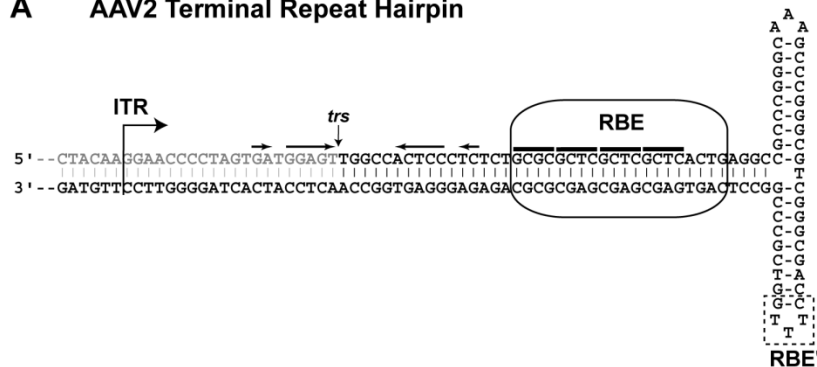 A AAV2 Terminal Repeat Hairpin
A
A A
C-G
G-C
G-C
G-C
C-G
C-G
C-G
G-C
ITR
trs
RBE
5'--CTACAAGGAACCCCTAGTGATGGAGTTGGCCACTCCCTCTCTGCGCGCTCGCTCGCTCACTGAGGCC-G
T
3'--GATGTTCCTTGGGGATCACTACCTCAACCGGTGAGGGAGAGACGCGCGAGCGAGCGAGTGACTCCGG-C
C-G
C-G
C-G
G-C
C-G
T-A
G-C
G-C
T T
T
RBE'